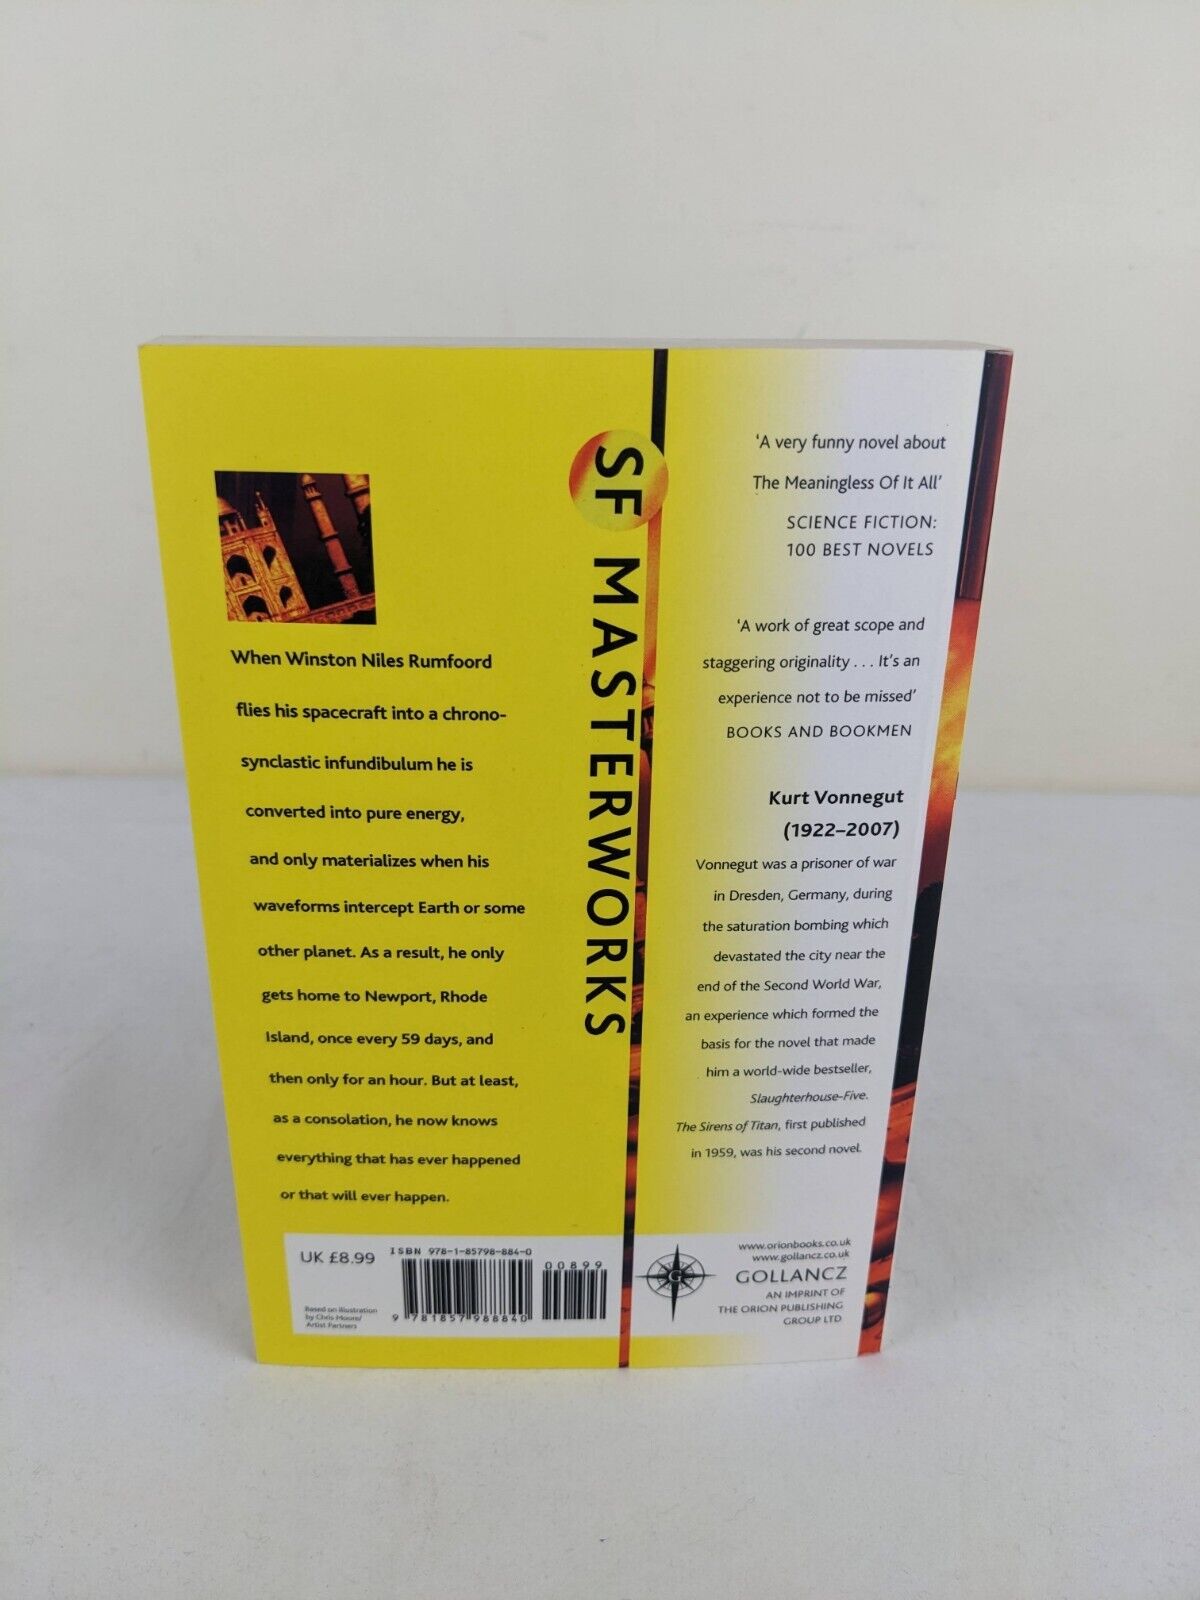 When Winston Niles Rumfoord
flies his spacecraft into a chrono-
synclastic infundibulum he is
converted into pure energy,
and only materializes when his
waveforms intercept Earth or some
other planet. As a result, he only
gets home to Newport, Rhode
Island, once every 59 days, and
then only for an hour. But at least,
as a consolation, he now knows
everything that has ever happened
or that will ever happen.
SF MASTERWORKS
'A very funny novel about
The Meaningless Of It All'
SCIENCE FICTION:
100 BEST NOVELS
'A work of great scope and
staggering originality . . . It's an
experience not to be missed'
BOOKS AND BOOKMEN
Kurt Vonnegut
(1922–2007)
Vonnegut was a prisoner of war
in Dresden, Germany, during
the saturation bombing which
devastated the city near the
end of the Second World War,
an experience which formed the
basis for the novel that made
him a world-wide bestseller,
Slaughterhouse-Five.
The Sirens of Titan, first published
in 1959, was his second novel.
UK £8.99
ISBN 978-1-85798-884-0
00899
9 781857 988840
Based on illustration
by Chris Moore/
Artist Partners
G
www.orionbooks.co.uk
www.gollancz.co.uk
GOLLANCZ
AN IMPRINT OF
THE ORION PUBLISHING
GROUP LTD